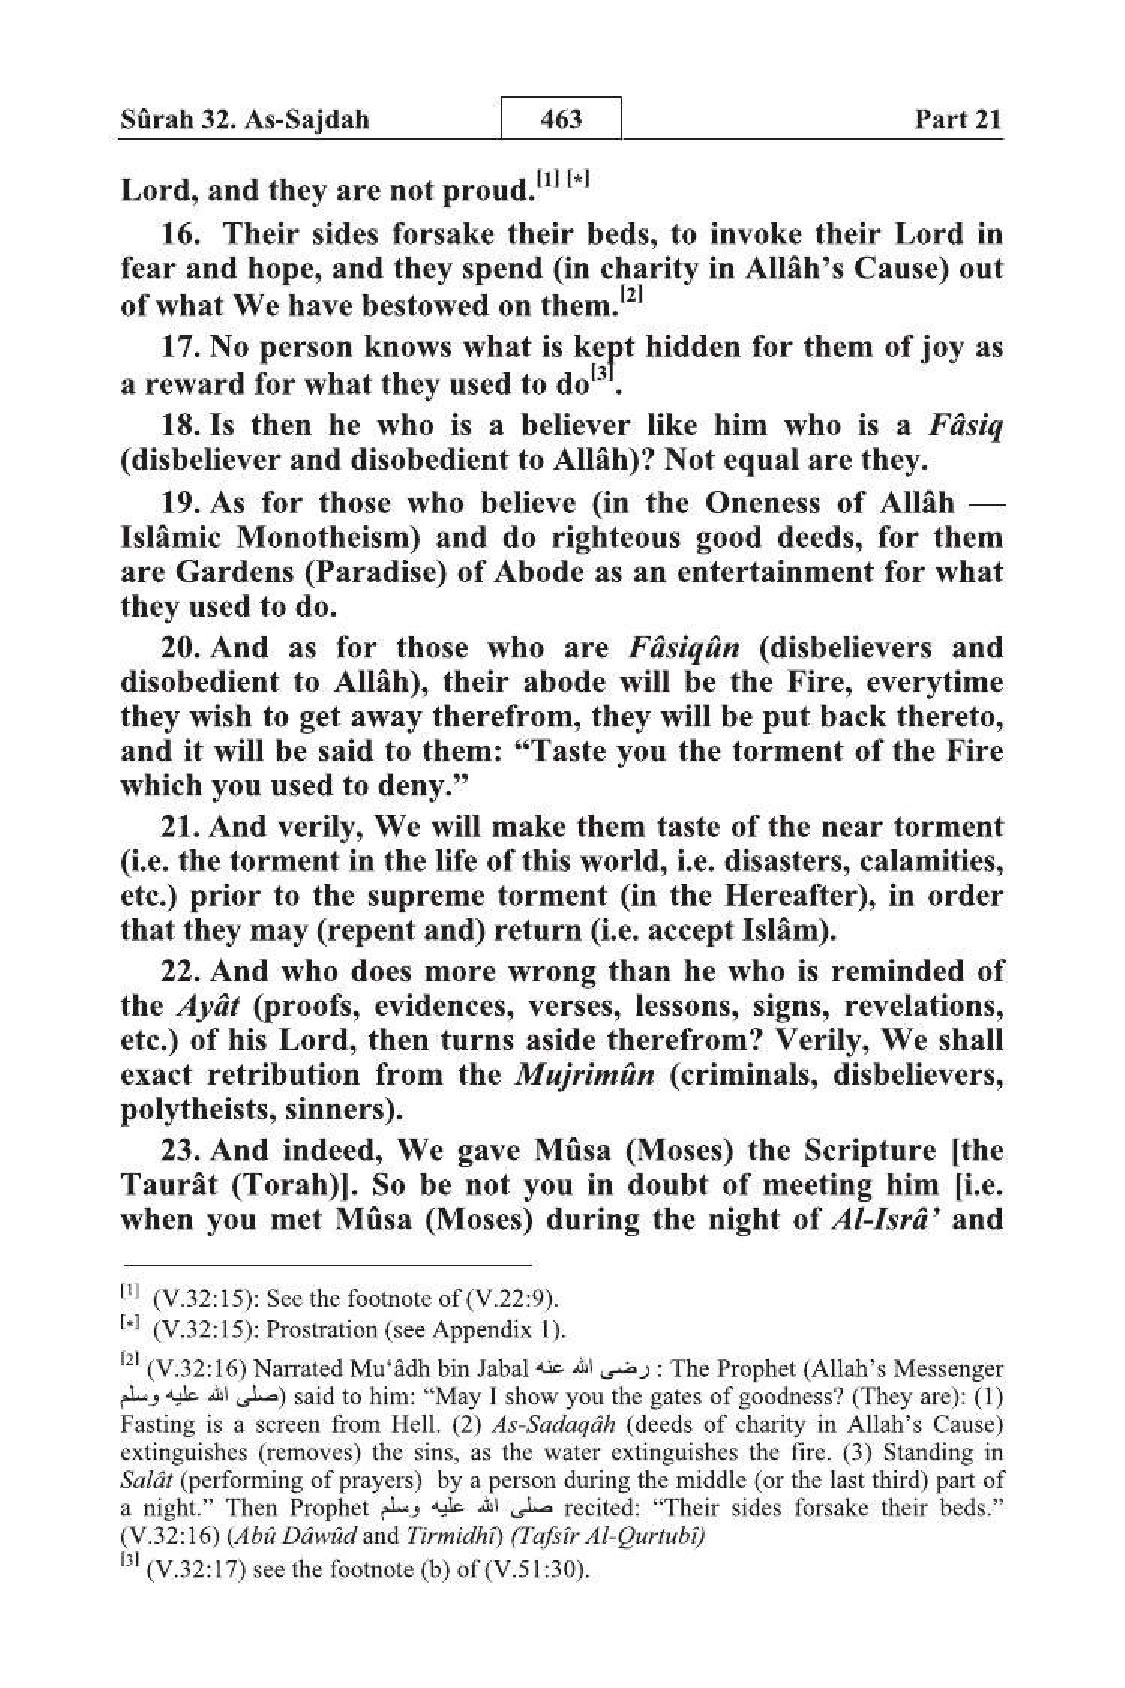 Sûrah 32. As-Sajdah 463 Part 21
Lord, and they are not proud.[1] [*]
16. Their sides forsake their beds, to invoke their Lord in
fear and hope, and they spend (in charity in Allâh’s Cause) out
of what We have bestowed on them.[2]
17. No person knows what is kept hidden for them of joy as
a reward for what they used to do[3].
18. Is then he who is a believer like him who is a Fâsiq
(disbeliever and disobedient to Allâh)? Not equal are they.
19. As for those who believe (in the Oneness of Allâh —
Islâmic Monotheism) and do righteous good deeds, for them
are Gardens (Paradise) of Abode as an entertainment for what
they used to do.
20. And as for those who are Fâsiqûn (disbelievers and
disobedient to Allâh), their abode will be the Fire, everytime
they wish to get away therefrom, they will be put back thereto,
and it will be said to them: “Taste you the torment of the Fire
which you used to deny.”
21. And verily, We will make them taste of the near torment
(i.e. the torment in the life of this world, i.e. disasters, calamities,
etc.) prior to the supreme torment (in the Hereafter), in order
that they may (repent and) return (i.e. accept Islâm).
22. And who does more wrong than he who is reminded of
the Ayât (proofs, evidences, verses, lessons, signs, revelations,
etc.) of his Lord, then turns aside therefrom? Verily, We shall
exact retribution from the Mujrimûn (criminals, disbelievers,
polytheists, sinners).
23. And indeed, We gave Mûsa (Moses) the Scripture [the
Taurât (Torah)]. So be not you in doubt of meeting him [i.e.
when you met Mûsa (Moses) during the night of Al-Isrâ’ and
[1] (V.32:15): See the footnote of (V.22:9).
[*] (V.32:15): Prostration (see Appendix 1).
[2] (V.32:16) Narrated Mu‘âdh bin Jabal رضى الله عنه : The Prophet (Allah’s Messenger
صلى الله عليه وسلم) said to him: “May I show you the gates of goodness? (They are): (1)
Fasting is a screen from Hell. (2) As-Sadaqâh (deeds of charity in Allah’s Cause)
extinguishes (removes) the sins, as the water extinguishes the fire. (3) Standing in
Salât (performing of prayers) by a person during the middle (or the last third) part of
a night.” Then Prophet صلى الله عليه وسلم recited: “Their sides forsake their beds.”
(V.32:16) (Abû Dâwûd and Tirmidhî) (Tafsîr Al-Qurtubî)
[3] (V.32:17) see the footnote (b) of (V.51:30).